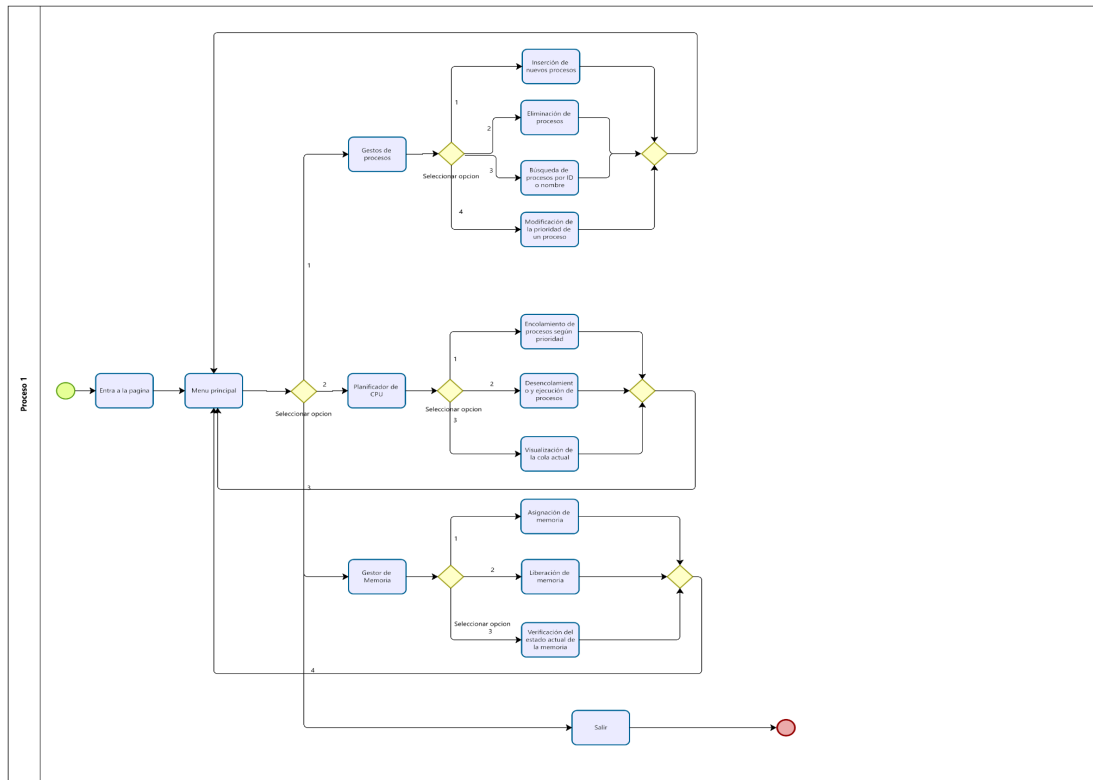 Proceso 1
Entra a la pagina
Menu principal
Seleccionar opcion
1
2
3
4
Gestos de
procesos
Seleccionar opcion
1
2
3
4
Inserción de
nuevos procesos
Eliminación de
procesos
Búsqueda de
procesos por ID
o nombre
Modificación de
la prioridad de
un proceso
Planificador de
CPU
Seleccionar opcion
1
2
3
Encolamiento de
procesos según
prioridad
Desencolamient
o y ejecución de
procesos
Visualización de
la cola actual
Gestor de
Memoria
Seleccionar opcion
1
2
3
Asignación de
memoria
Liberación de
memoria
Verificación del
estado actual de
la memoria
Salir